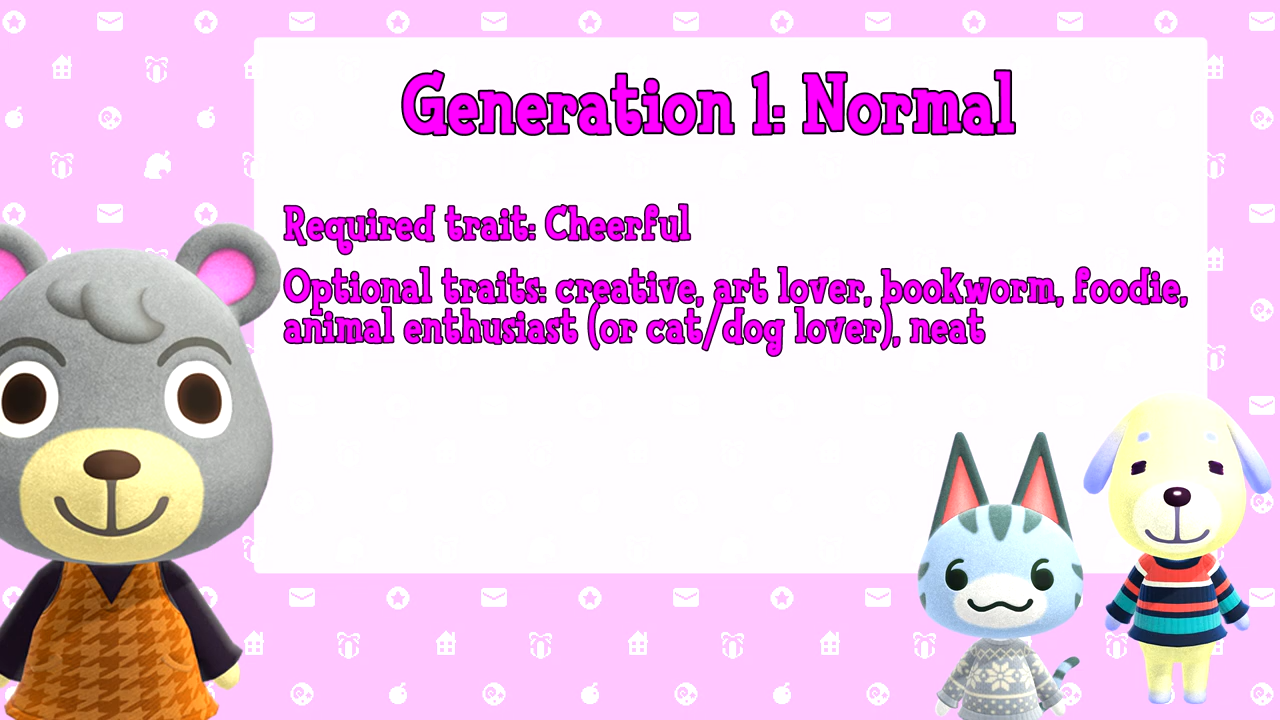 Generation 1: Normal
Required trait: Cheerful
Optional traits: creative, art lover, bookworm, foodie,
animal enthusiast (or cat/dog lover), neat